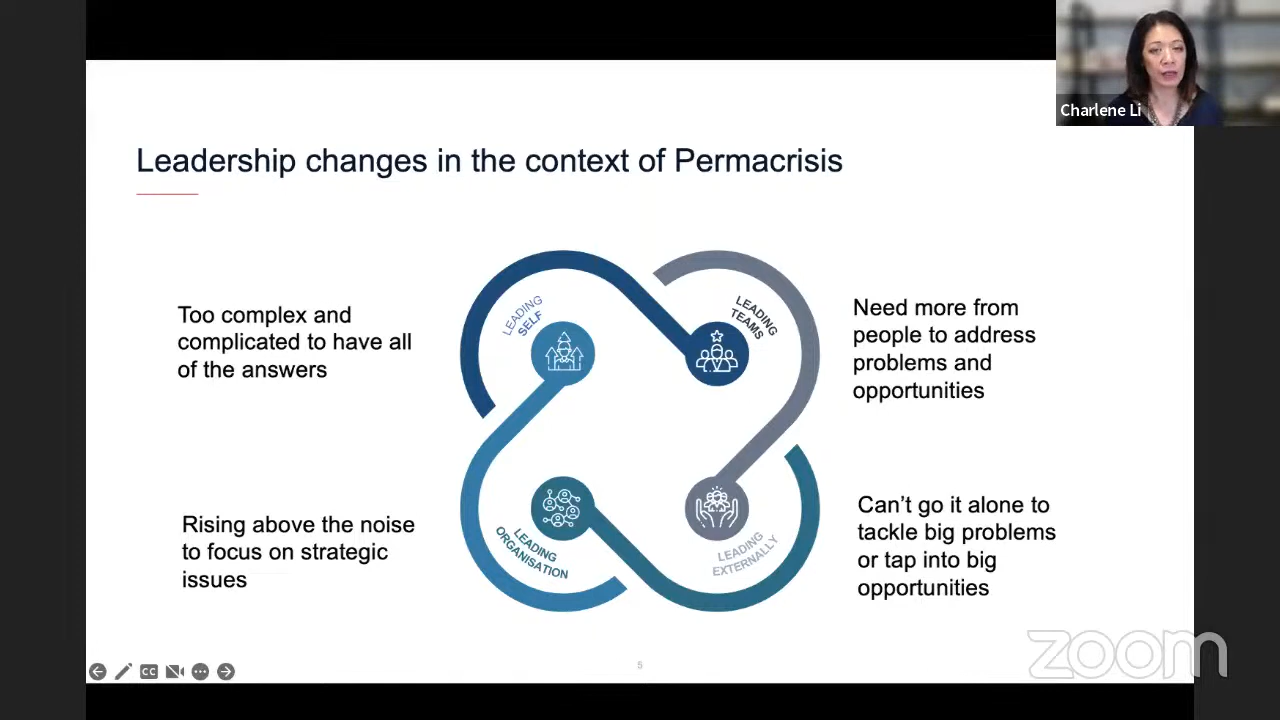 Charlene Li
Leadership changes in the context of Permacrisis
Too complex and
complicated to have all
of the answers
LEADING
SELF
LEADING
TEAMS
Need more from
people to address
problems and
opportunities
Rising above the noise
to focus on strategic
issues
LEADING
ORGANISATION
LEADING
EXTERNALLY
Can’t go it alone to
tackle big problems
or tap into big
opportunities
CC
5
zoom